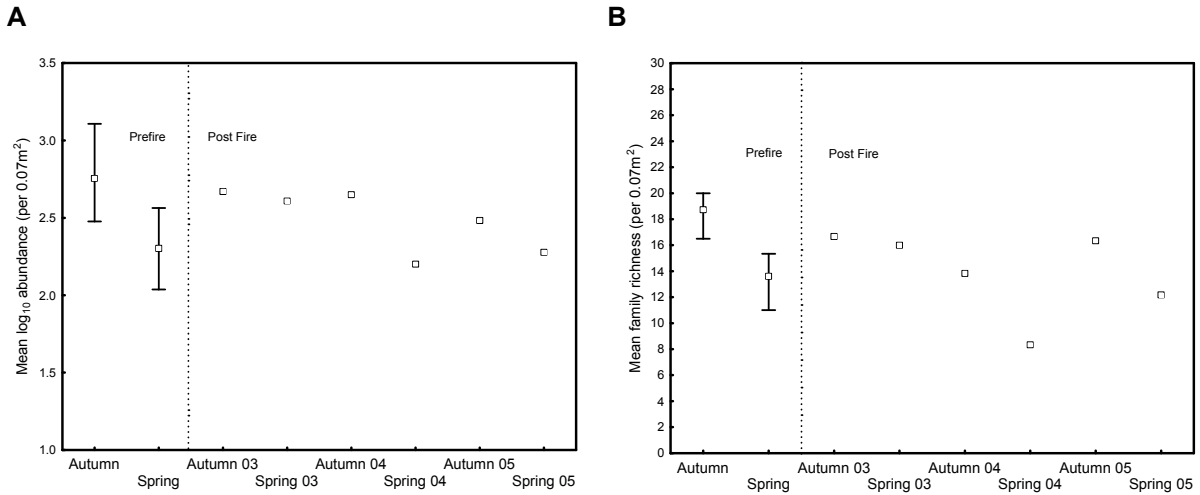 A
Mean log10 abundance (per 0.07m2)
3.5
3.0
2.5
2.0
1.5
1.0
Prefire
Post Fire
Autumn
Spring
Autumn 03
Spring 03
Autumn 04
Spring 04
Autumn 05
Spring 05
B
Mean family richness (per 0.07m2)
30
28
26
24
22
20
18
16
14
12
10
8
6
4
2
0
Prefire
Post Fire
Autumn
Spring
Autumn 03
Spring 03
Autumn 04
Spring 04
Autumn 05
Spring 05